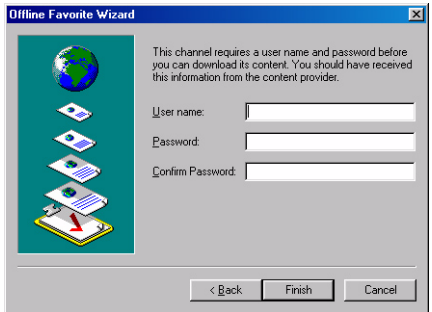 Offline Favorite Wizard
This channel requires a user name and password before
you can download its content. You should have received
this information from the content provider.
User name:
Password:
Confirm Password:
< Back
Finish
Cancel